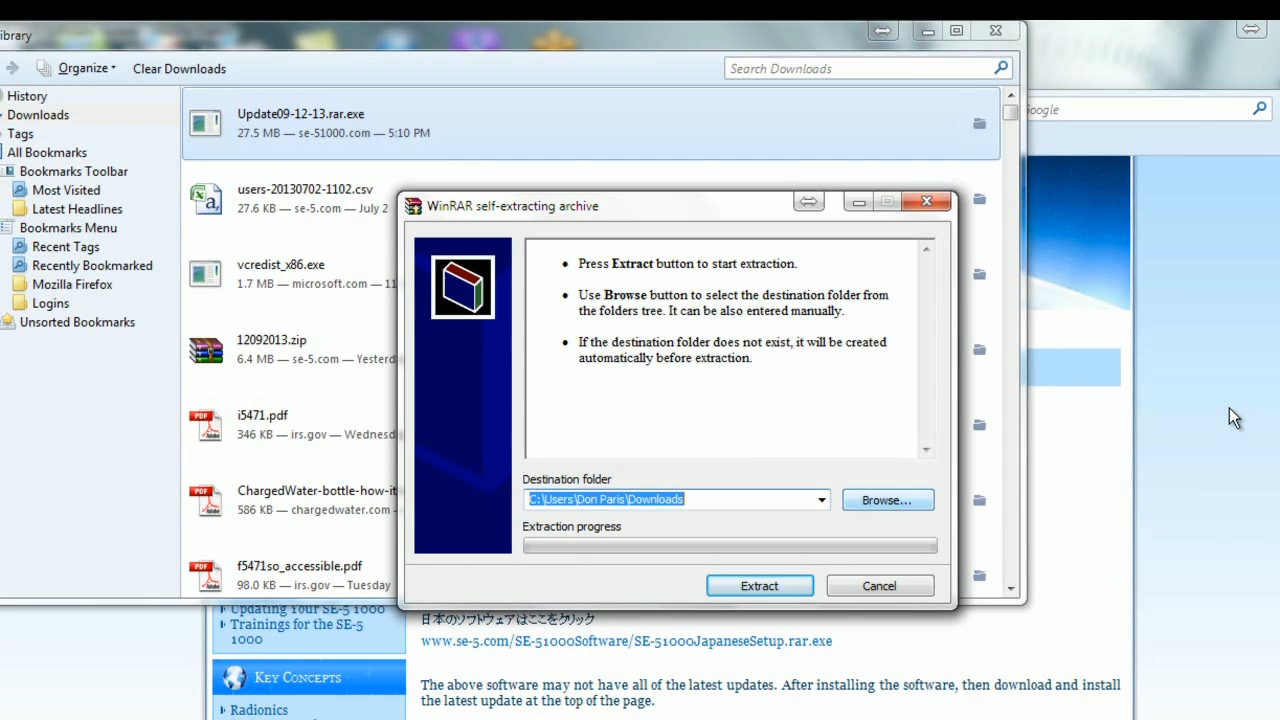 ibrary
Organize
Clear Downloads
Search Downloads
History
Downloads
Tags
All Bookmarks
Bookmarks Toolbar
Most Visited
Latest Headlines
Bookmarks Menu
Recent Tags
Recently Bookmarked
Mozilla Firefox
Logins
Unsorted Bookmarks
Update09-12-13.rar.exe
27.5 MB — se-51000.com — 5:10 PM
users-20130702-1102.csv
27.6 KB — se-5.com — July 2
vcredist_x86.exe
1.7 MB — microsoft.com — 11
12092013.zip
6.4 MB — se-5.com — Yesterd
i5471.pdf
346 KB — irs.gov — Wednesd
ChargedWater-bottle-how-it
586 KB — chargedwater.com —
f5471so_accessible.pdf
98.0 KB — irs.gov — Tuesday
Google
WinRAR self-extracting archive
• Press Extract button to start extraction.
• Use Browse button to select the destination folder from
the folders tree. It can be also entered manually.
• If the destination folder does not exist, it will be created
automatically before extraction.
Destination folder
C:\Users\Don Paris\Downloads
Browse...
Extraction progress
Extract
Cancel
Updating Your SE-5 1000
Trainings for the SE-5
1000
KEY CONCEPTS
Radionics
日本のソフトウェアはここをクリック
www.se-5.com/SE-51000Software/SE-51000JapaneseSetup.rar.exe
The above software may not have all of the latest updates. After installing the software, then download and install
the latest update at the top of the page.